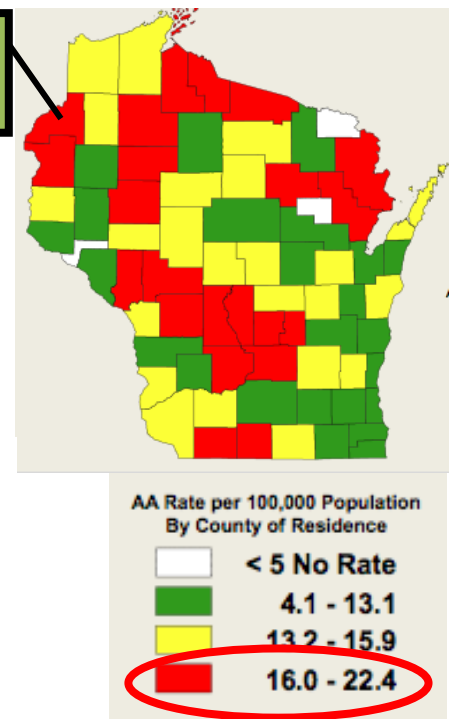 AA Rate per 100,000 Population
By County of Residence
< 5 No Rate
4.1 - 13.1
13.2 - 15.9
16.0 - 22.4